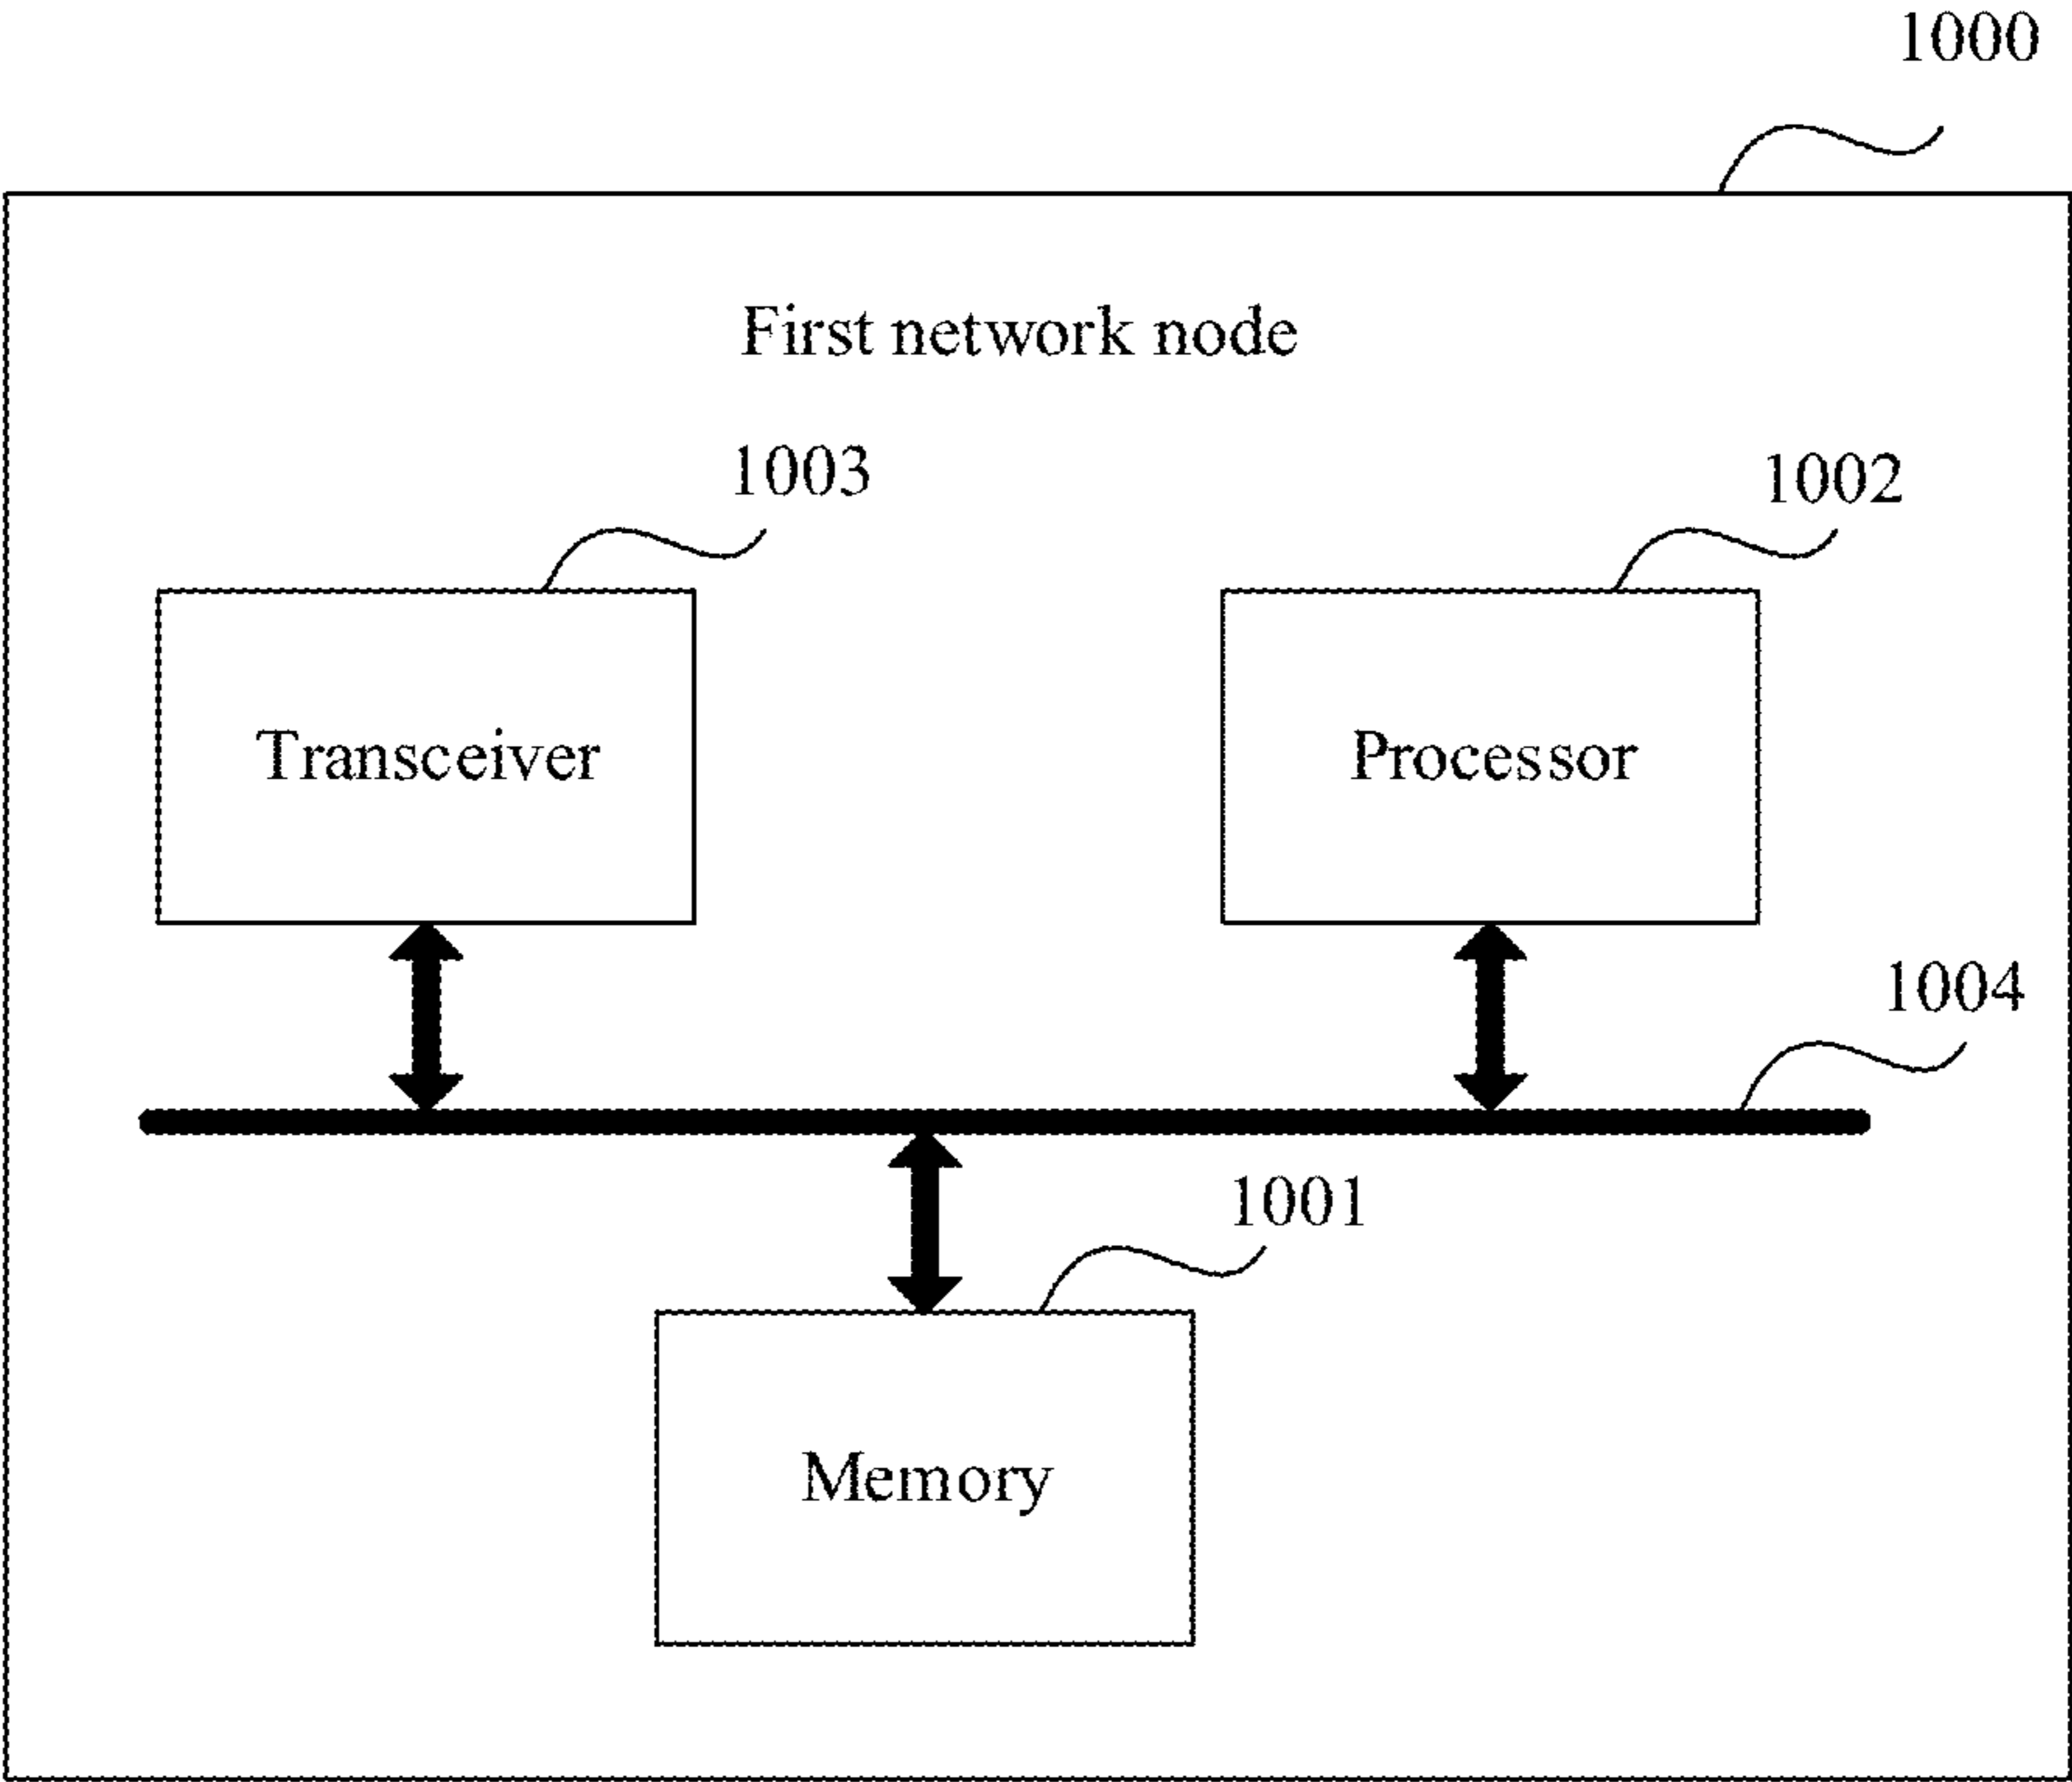 1000
First network node
1003
1002
Transceiver
Processor
1004
1001
Memory